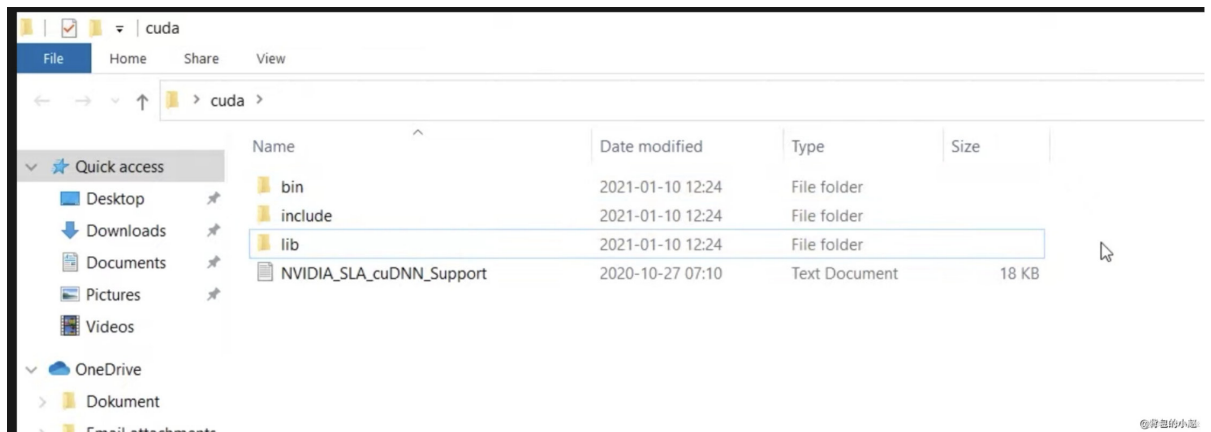 cuda
File Home Share View
cuda
Name Date modified Type Size
Quick access
Desktop
Downloads
Documents
Pictures
Videos
OneDrive
Dokument
Email attachments
bin 2021-01-10 12:24 File folder
include 2021-01-10 12:24 File folder
lib 2021-01-10 12:24 File folder
NVIDIA_SLA_cuDNN_Support 2020-10-27 07:10 Text Document 18 KB